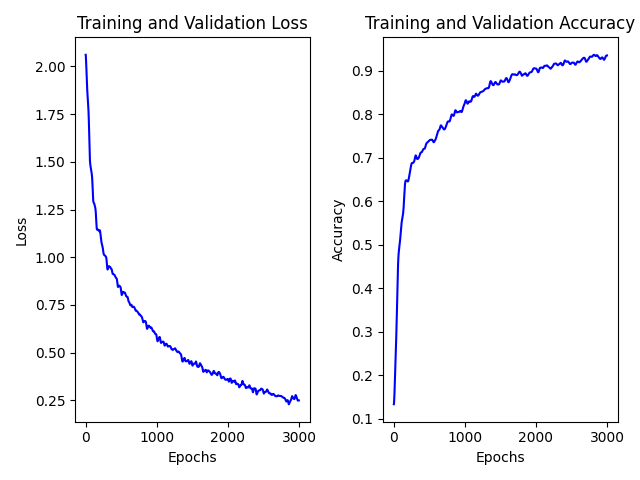 Training and Validation Loss
2.00
1.75
1.50
1.25
1.00
0.75
0.50
0.25
0 1000 2000 3000
Epochs
Loss
Training and Validation Accuracy
0.9
0.8
0.7
0.6
0.5
0.4
0.3
0.2
0.1
0 1000 2000 3000
Epochs
Accuracy